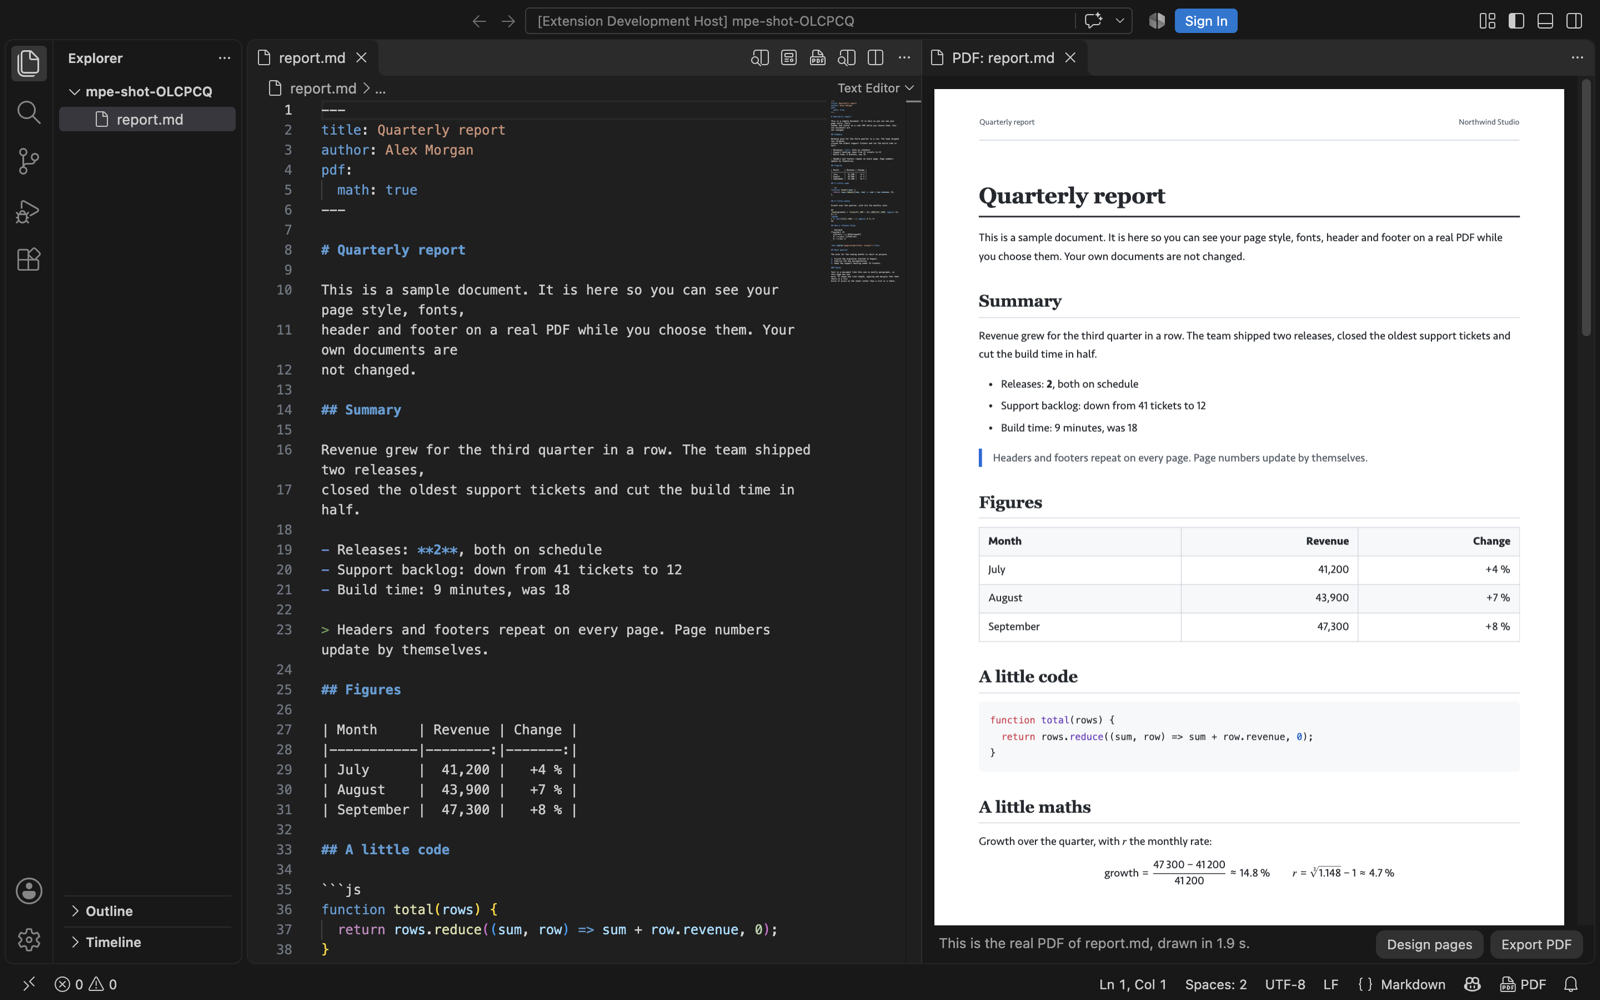 [Extension Development Host] mpe-shot-OLCPCQ
Sign In
Explorer
mpe-shot-OLCPCQ
report.md
Outline
Timeline
report.md
report.md > ...
Text Editor
1 ---
2 title: Quarterly report
3 author: Alex Morgan
4 pdf:
5 math: true
6 ---
7
8 # Quarterly report
9
10 This is a sample document. It is here so you can see your
page style, fonts,
11 header and footer on a real PDF while you choose them. Your
own documents are
12 not changed.
13
14 ## Summary
15
16 Revenue grew for the third quarter in a row. The team shipped
two releases,
17 closed the oldest support tickets and cut the build time in
half.
18
19 - Releases: **2**, both on schedule
20 - Support backlog: down from 41 tickets to 12
21 - Build time: 9 minutes, was 18
22
23 > Headers and footers repeat on every page. Page numbers
update by themselves.
24
25 ## Figures
26
27 | Month | Revenue | Change |
28 |-----------|--------:|-------:|
29 | July | 41,200 | +4 % |
30 | August | 43,900 | +7 % |
31 | September | 47,300 | +8 % |
32
33 ## A little code
34
35 ```js
36 function total(rows) {
37 return rows.reduce((sum, row) => sum + row.revenue, 0);
38 }
PDF: report.md
Quarterly report Northwind Studio
Quarterly report
This is a sample document. It is here so you can see your page style, fonts, header and footer on a real PDF while
you choose them. Your own documents are not changed.
Summary
Revenue grew for the third quarter in a row. The team shipped two releases, closed the oldest support tickets and
cut the build time in half.
• Releases: 2, both on schedule
• Support backlog: down from 41 tickets to 12
• Build time: 9 minutes, was 18
Headers and footers repeat on every page. Page numbers update by themselves.
Figures
Month Revenue Change
July 41,200 +4 %
August 43,900 +7 %
September 47,300 +8 %
A little code
function total(rows) {
return rows.reduce((sum, row) => sum + row.revenue, 0);
}
A little maths
Growth over the quarter, with r the monthly rate:
growth = (47 300 − 41 200) / 41 200 ≈ 14.8 % r = ∛1.148 − 1 ≈ 4.7 %
This is the real PDF of report.md, drawn in 1.9 s.
Design pages
Export PDF
0 0
Ln 1, Col 1 Spaces: 2 UTF-8 LF { } Markdown PDF